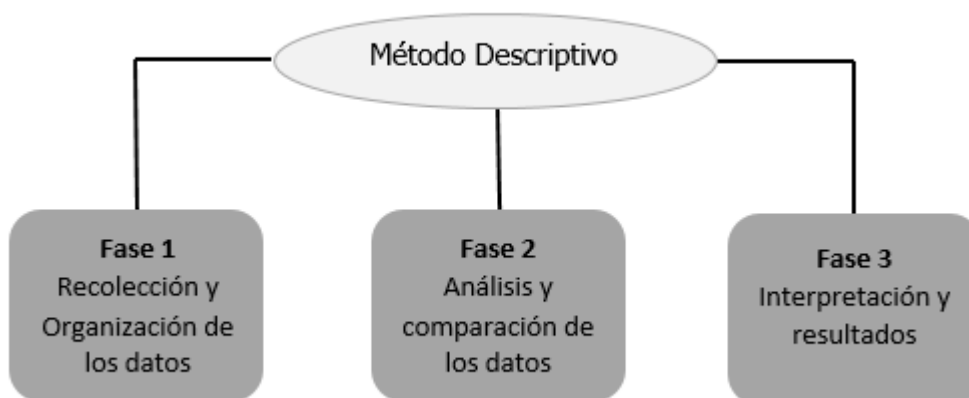 Método Descriptivo
Fase 1
Recolección y
Organización de
los datos
Fase 2
Análisis y
comparación de
los datos
Fase 3
Interpretación y
resultados